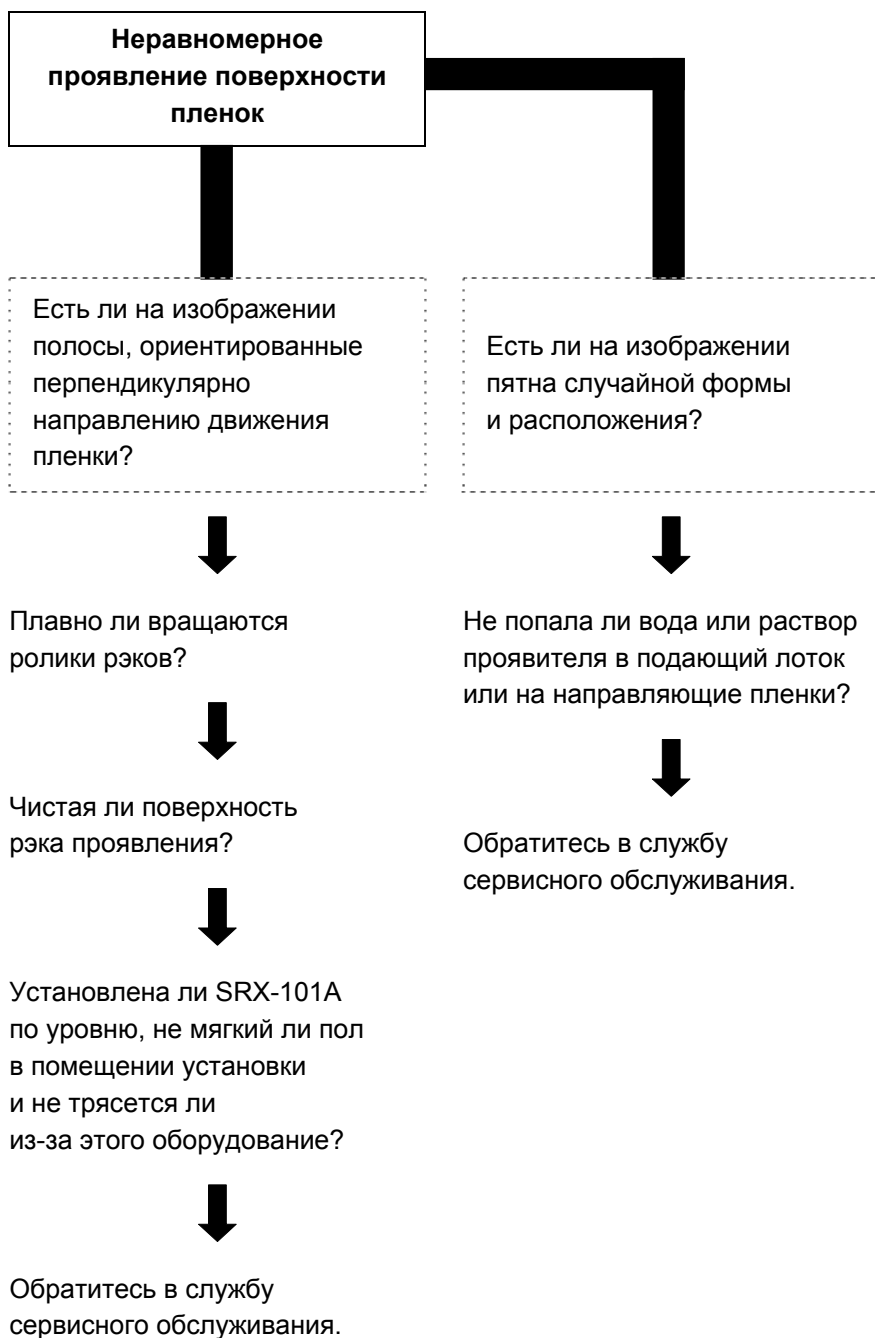 Неравномерное
проявление поверхности
пленок
Есть ли на изображении
полосы, ориентированные
перпендикулярно
направлению движения
пленки?
Плавно ли вращаются
ролики рэков?
Чистая ли поверхность
рэка проявления?
Установлена ли SRX-101A
по уровню, не мягкий ли пол
в помещении установки
и не трясется ли
из-за этого оборудование?
Обратитесь в службу
сервисного обслуживания.
Есть ли на изображении
пятна случайной формы
и расположения?
Не попала ли вода или раствор
проявителя в подающий лоток
или на направляющие пленки?
Обратитесь в службу
сервисного обслуживания.